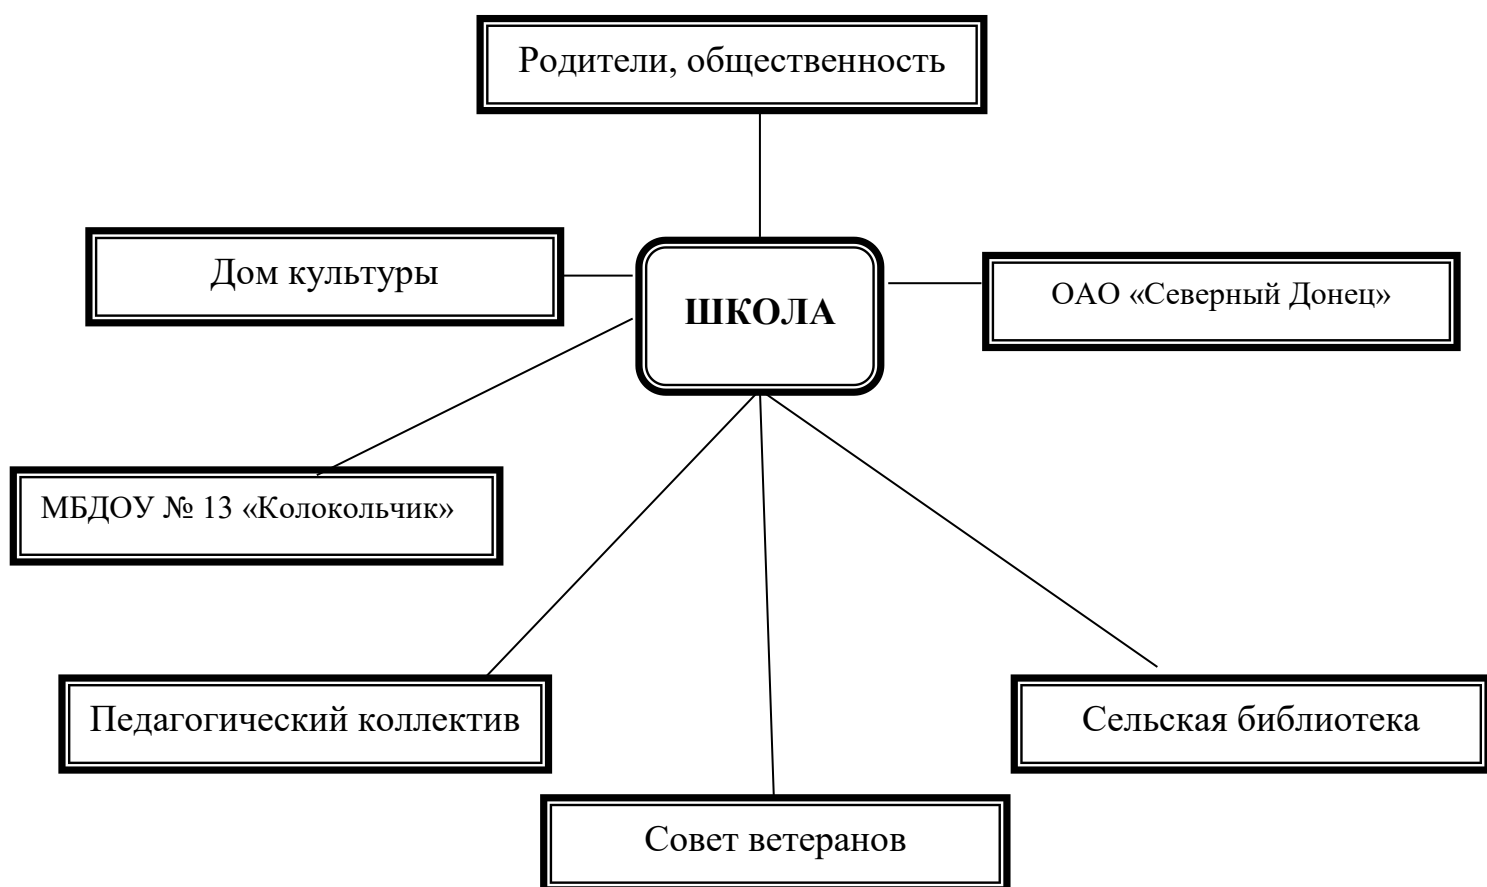 Родители, общественность
Дом культуры
ШКОЛА
ОАО «Северный Донец»
МБДОУ № 13 «Колокольчик»
Педагогический коллектив
Сельская библиотека
Совет ветеранов